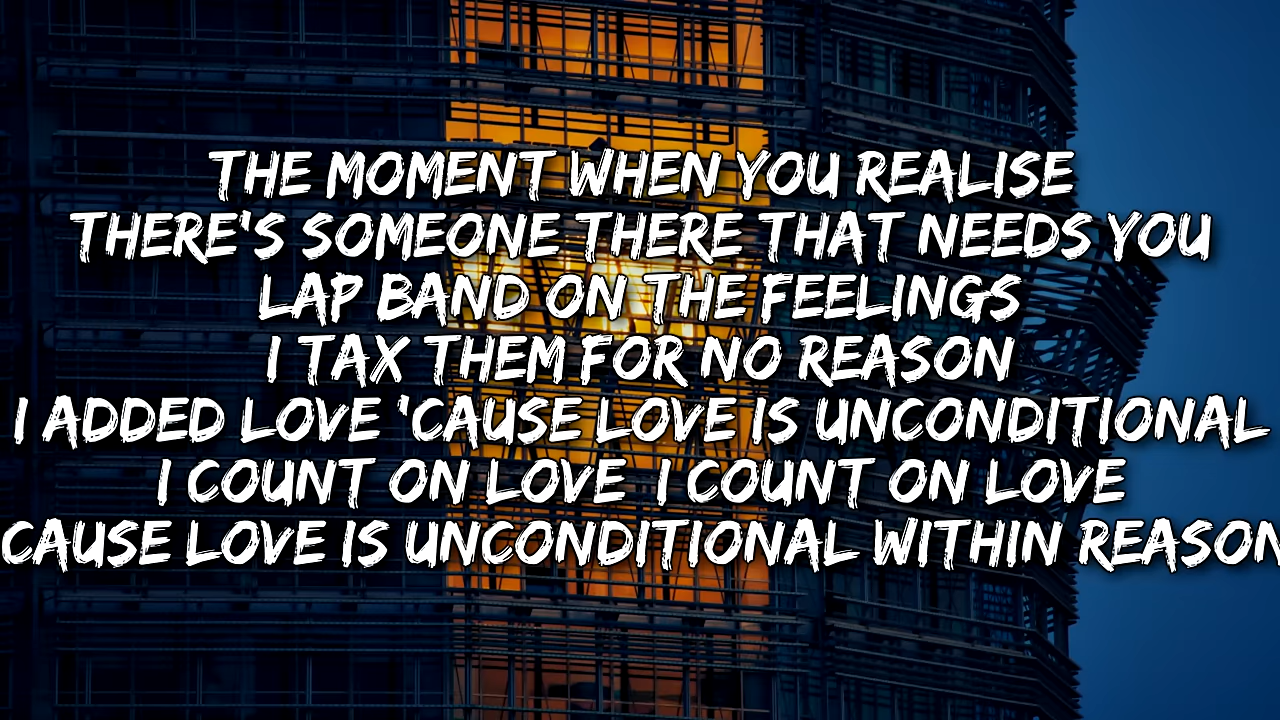 THE MOMENT WHEN YOU REALISE
THERE'S SOMEONE THERE THAT NEEDS YOU
LAP BAND ON THE FEELINGS
I TAX THEM FOR NO REASON
I ADDED LOVE 'CAUSE LOVE IS UNCONDITIONAL
I COUNT ON LOVE I COUNT ON LOVE
CAUSE LOVE IS UNCONDITIONAL WITHIN REASON